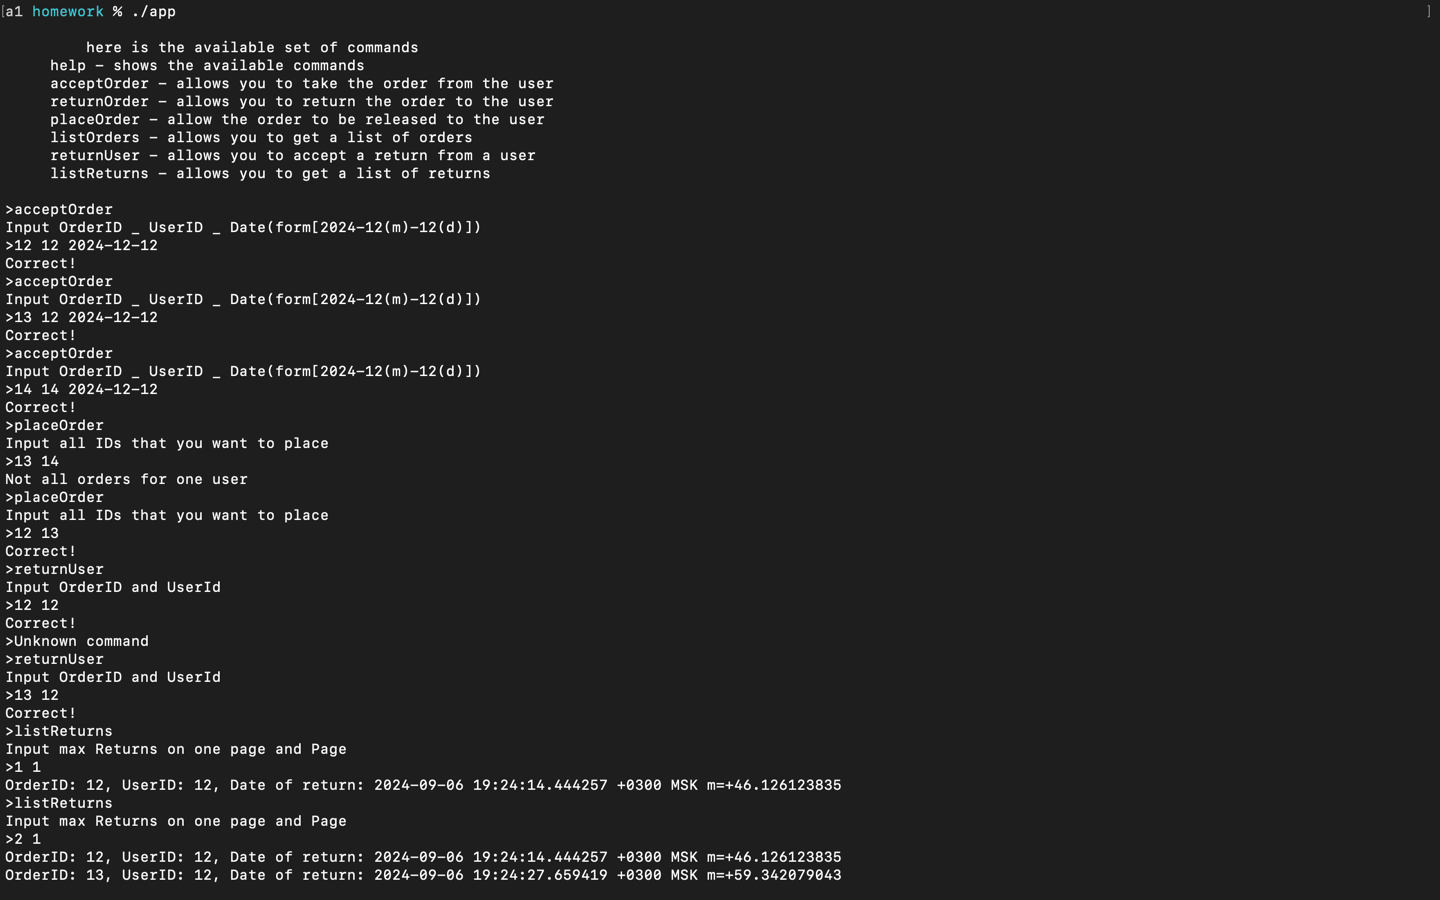 [a1 homework % ./app ]
here is the available set of commands
help – shows the available commands
acceptOrder – allows you to take the order from the user
returnOrder – allows you to return the order to the user
placeOrder – allow the order to be released to the user
listOrders – allows you to get a list of orders
returnUser – allows you to accept a return from a user
listReturns – allows you to get a list of returns
>acceptOrder
Input OrderID _ UserID _ Date(form[2024-12(m)-12(d)])
>12 12 2024-12-12
Correct!
>acceptOrder
Input OrderID _ UserID _ Date(form[2024-12(m)-12(d)])
>13 12 2024-12-12
Correct!
>acceptOrder
Input OrderID _ UserID _ Date(form[2024-12(m)-12(d)])
>14 14 2024-12-12
Correct!
>placeOrder
Input all IDs that you want to place
>13 14
Not all orders for one user
>placeOrder
Input all IDs that you want to place
>12 13
Correct!
>returnUser
Input OrderID and UserId
>12 12
Correct!
>Unknown command
>returnUser
Input OrderID and UserId
>13 12
Correct!
>listReturns
Input max Returns on one page and Page
>1 1
OrderID: 12, UserID: 12, Date of return: 2024-09-06 19:24:14.444257 +0300 MSK m=+46.126123835
>listReturns
Input max Returns on one page and Page
>2 1
OrderID: 12, UserID: 12, Date of return: 2024-09-06 19:24:14.444257 +0300 MSK m=+46.126123835
OrderID: 13, UserID: 12, Date of return: 2024-09-06 19:24:27.659419 +0300 MSK m=+59.342079043